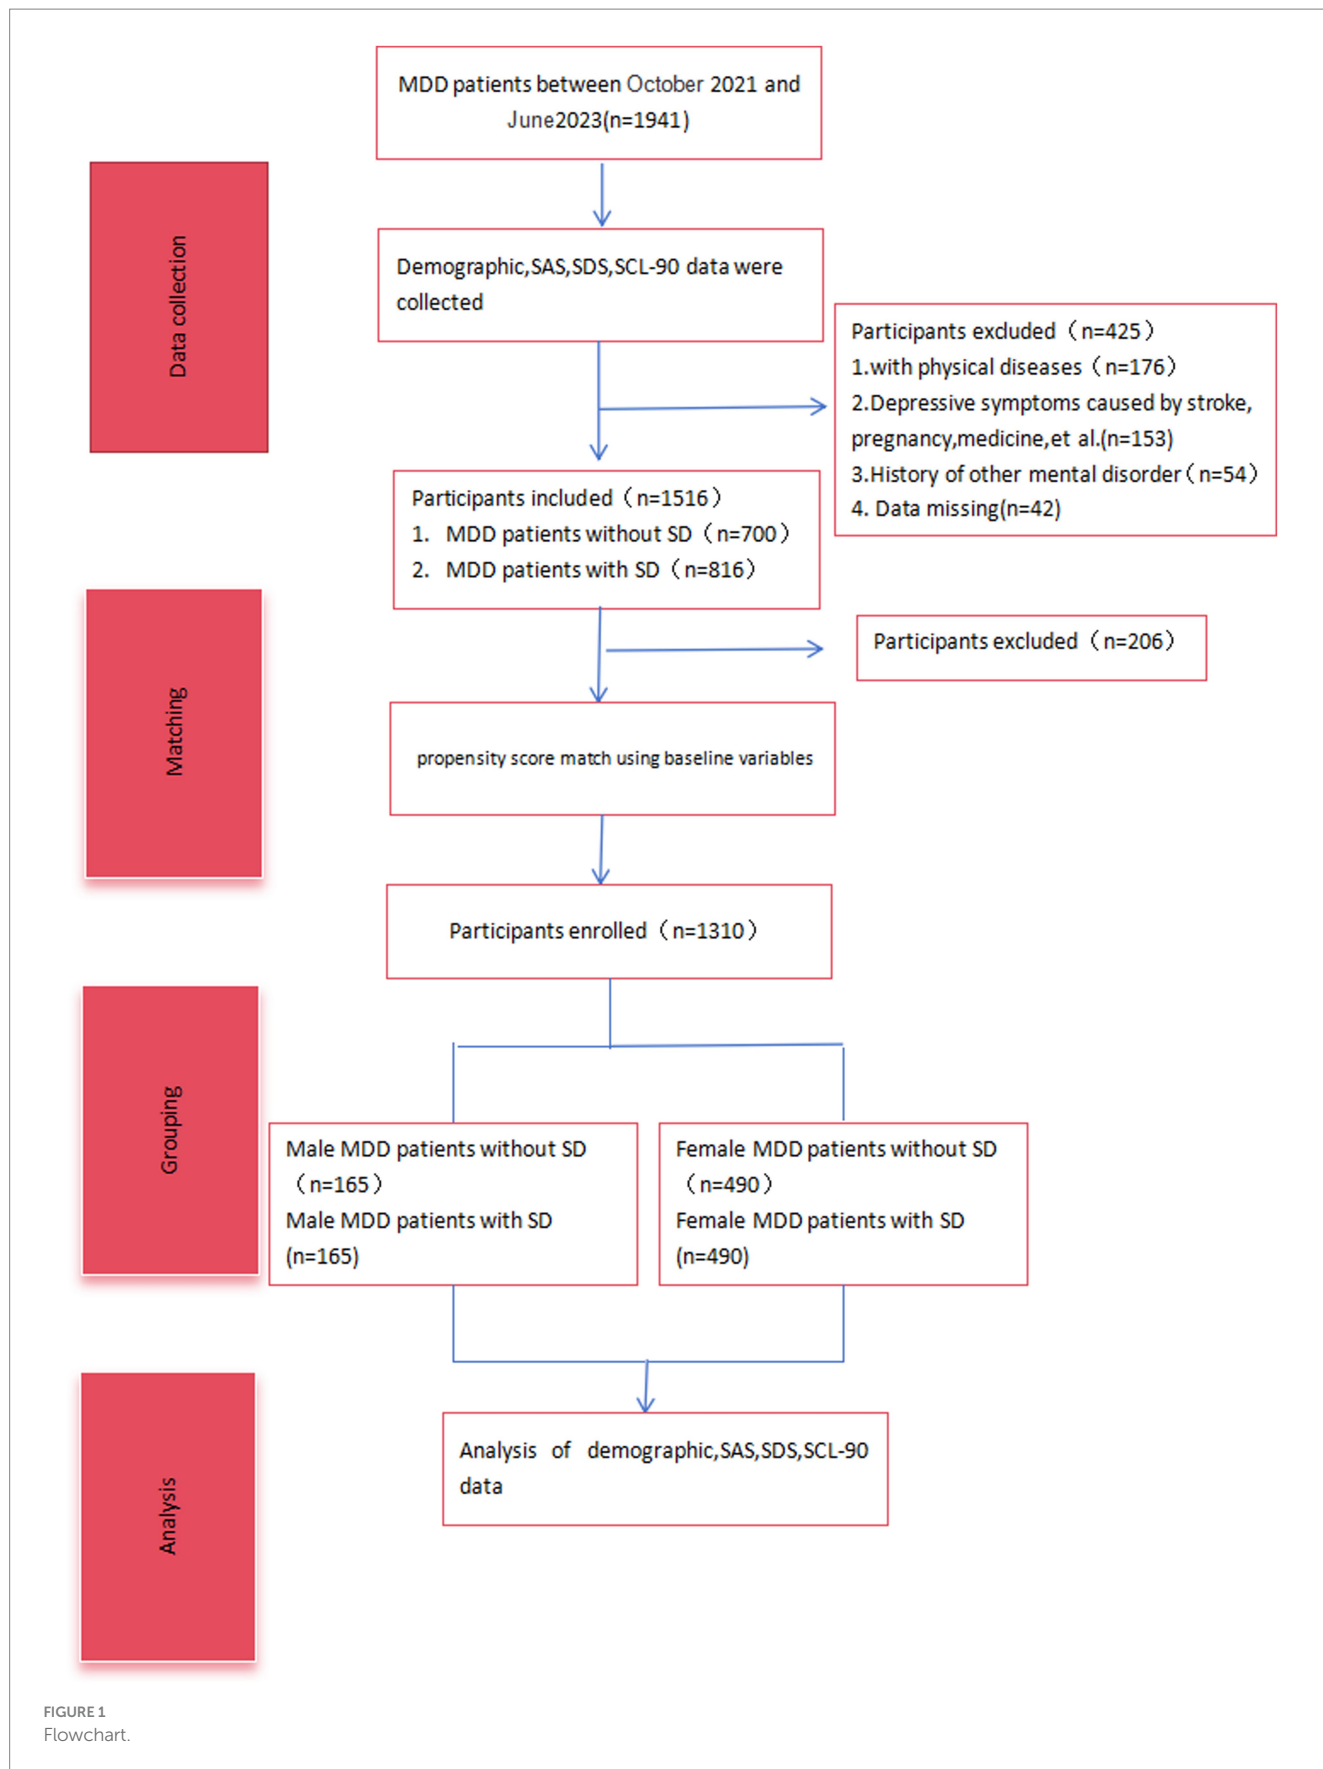 MDD patients between October 2021 and
June2023(n=1941)
Data collection
Demographic,SAS,SDS,SCL-90 data were
collected
Participants excluded（n=425）
1.with physical diseases（n=176）
2.Depressive symptoms caused by stroke,
pregnancy,medicine,et al.(n=153)
3.History of other mental disorder（n=54）
4. Data missing(n=42)
Participants included（n=1516）
1. MDD patients without SD（n=700）
2. MDD patients with SD（n=816）
Matching
Participants excluded（n=206）
propensity score match using baseline variables
Participants enrolled（n=1310）
Grouping
Male MDD patients without SD
（n=165）
Male MDD patients with SD
(n=165)
Female MDD patients without SD
（n=490）
Female MDD patients with SD
(n=490)
Analysis
Analysis of demographic,SAS,SDS,SCL-90
data
FIGURE 1
Flowchart.